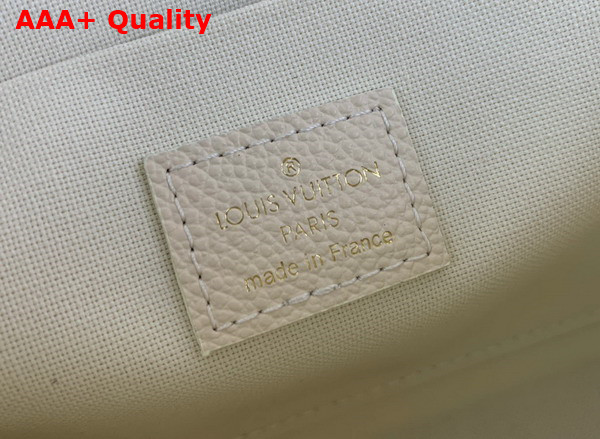 AAA+ Quality
®
LOUIS VUITTON
PARIS
made in France